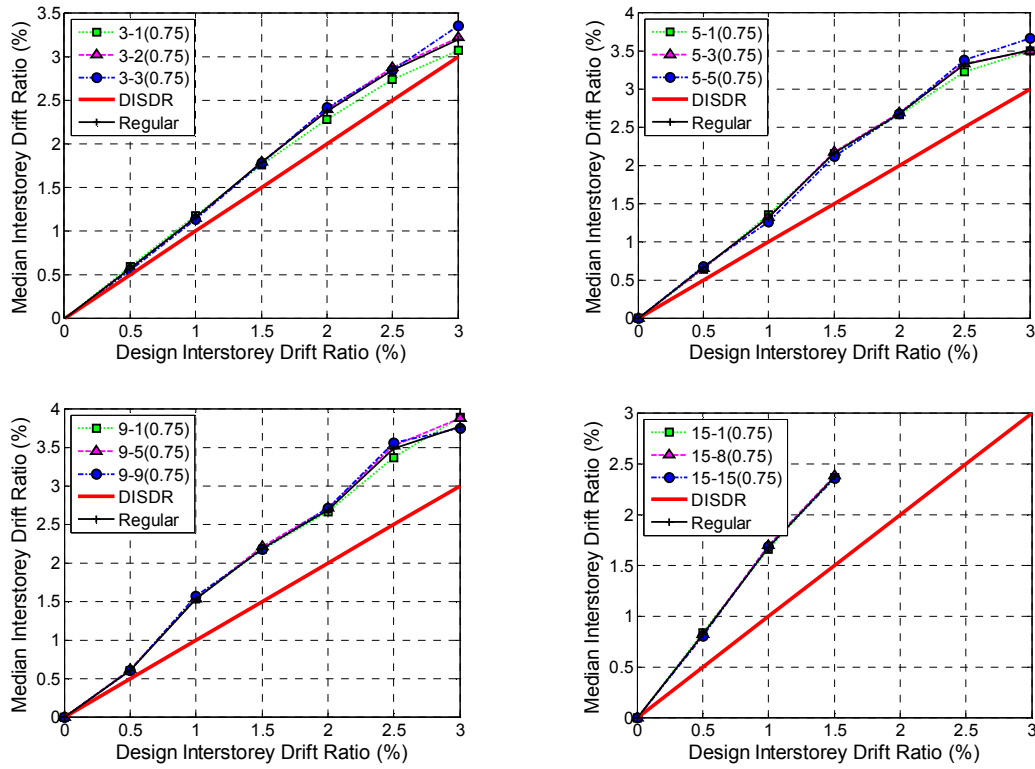 3.5
3
2.5
2
1.5
1
0.5
0
Median Interstorey Drift Ratio (%)
3-1(0.75)
3-2(0.75)
3-3(0.75)
DISDR
Regular
0 0.5 1 1.5 2 2.5 3
Design Interstorey Drift Ratio (%)
4
3.5
3
2.5
2
1.5
1
0.5
0
Median Interstorey Drift Ratio (%)
5-1(0.75)
5-3(0.75)
5-5(0.75)
DISDR
Regular
0 0.5 1 1.5 2 2.5 3
Design Interstorey Drift Ratio (%)
4
3.5
3
2.5
2
1.5
1
0.5
0
Median Interstorey Drift Ratio (%)
9-1(0.75)
9-5(0.75)
9-9(0.75)
DISDR
Regular
0 0.5 1 1.5 2 2.5 3
Design Interstorey Drift Ratio (%)
3
2.5
2
1.5
1
0.5
0
Median Interstorey Drift Ratio (%)
15-1(0.75)
15-8(0.75)
15-15(0.75)
DISDR
Regular
0 0.5 1 1.5 2 2.5 3
Design Interstorey Drift Ratio (%)